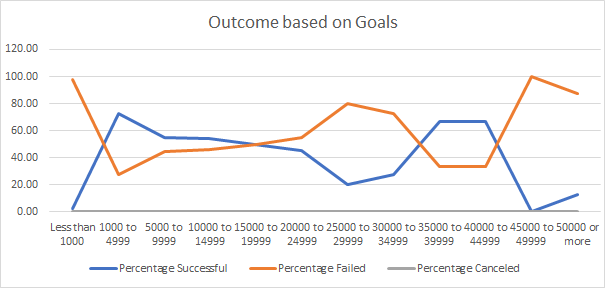 Outcome based on Goals
120.00
100.00
80.00
60.00
40.00
20.00
0.00
Less than 1000 to 5000 to 10000 to 15000 to 20000 to 25000 to 30000 to 35000 to 40000 to 45000 to 50000 or
1000 4999 9999 14999 19999 24999 29999 34999 39999 44999 49999 more
Percentage Successful Percentage Failed Percentage Canceled